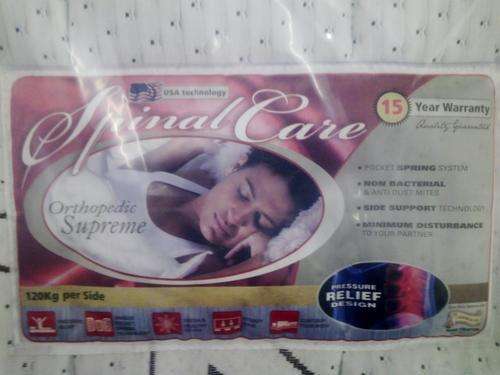 USA technology
Spinal Care
15 Year Warranty
Quality Guaranteed
Orthopedic
Supreme
• POCKET SPRING SYSTEM
• NON BACTERIAL
& ANTI DUST MITES
• SIDE SUPPORT TECHNOLOGY
• MINIMUM DISTURBANCE
TO YOUR PARTNER
PRESSURE
RELIEF
DESIGN
120Kg per Side